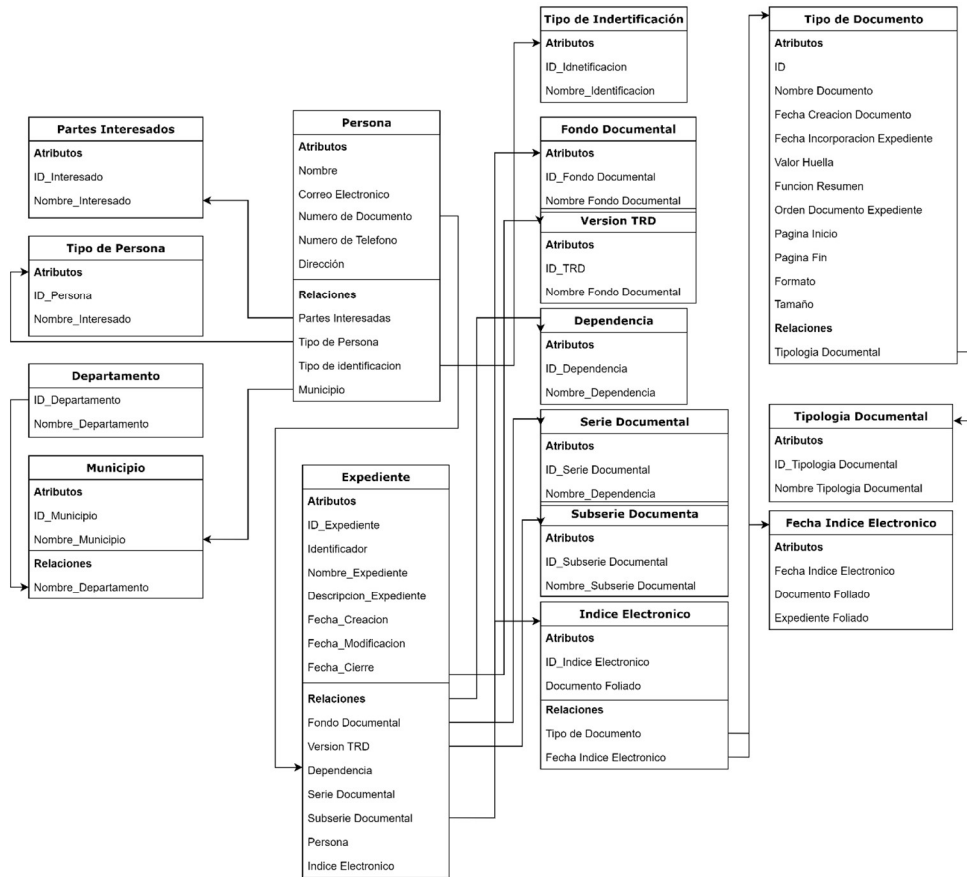 Partes Interesados
Atributos
ID_Interesado
Nombre_Interesado
Tipo de Persona
Atributos
ID_Persona
Nombre_Interesado
Departamento
ID_Departamento
Nombre_Departamento
Municipio
Atributos
ID_Municipio
Nombre_Municipio
Relaciones
Nombre_Departamento
Persona
Atributos
Nombre
Correo Electronico
Numero de Documento
Numero de Telefono
Dirección
Relaciones
Partes Interesadas
Tipo de Persona
Tipo de identificacion
Municipio
Expediente
Atributos
ID_Expediente
Identificador
Nombre_Expediente
Descripcion_Expediente
Fecha_Creacion
Fecha_Modificacion
Fecha_Cierre
Relaciones
Fondo Documental
Version TRD
Dependencia
Serie Documental
Subserie Documental
Persona
Indice Electronico
Tipo de Indertificación
Atributos
ID_Idnetificacion
Nombre_Identificacion
Fondo Documental
Atributos
ID_Fondo Documental
Nombre Fondo Documental
Version TRD
Atributos
ID_TRD
Nombre Fondo Documental
Dependencia
Atributos
ID_Dependencia
Nombre_Dependencia
Serie Documental
Atributos
ID_Serie Documental
Nombre_Dependencia
Subserie Documenta
Atributos
ID_Subserie Documental
Nombre_Subserie Documental
Indice Electronico
Atributos
ID_Indice Electronico
Documento Foliado
Relaciones
Tipo de Documento
Fecha Indice Electronico
Tipo de Documento
Atributos
ID
Nombre Documento
Fecha Creacion Documento
Fecha Incorporacion Expediente
Valor Huella
Funcion Resumen
Orden Documento Expediente
Pagina Inicio
Pagina Fin
Formato
Tamaño
Relaciones
Tipologia Documental
Tipologia Documental
Atributos
ID_Tipologia Documental
Nombre Tipologia Documental
Fecha Indice Electronico
Atributos
Fecha Indice Electronico
Documento Foliado
Expediente Foliado